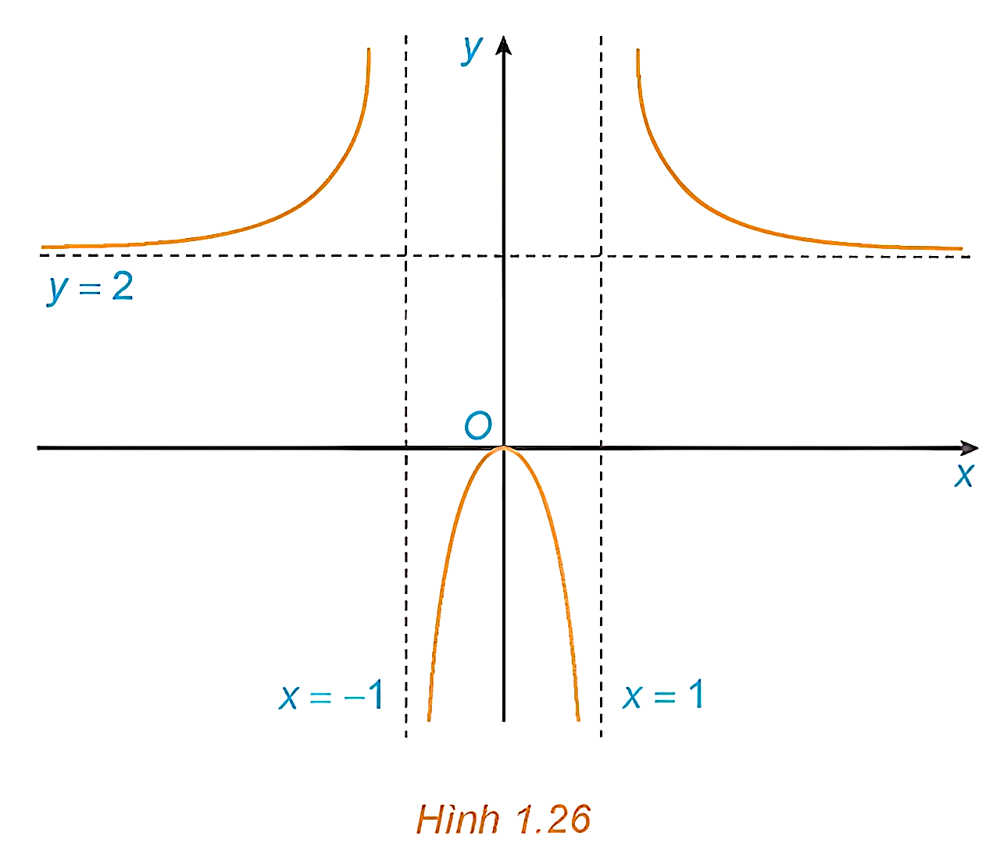 y
y = 2
O
x
x = −1
x = 1
Hình 1.26